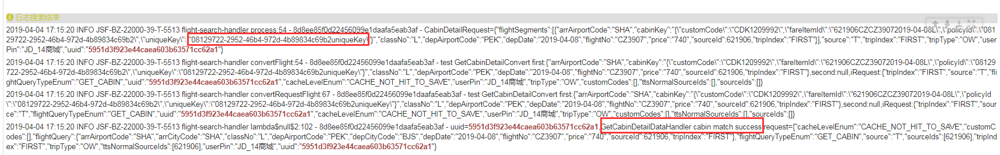 日志搜索结束
2019-04-04 17:15:20 INFO JSF-BZ-22000-39-T-5513 flight-search-handler process:54 - 8d8ee85f0d22456099e1daafa5eab3af - CabinDetailRequest={"flightSegments":[{"arrAirportCode":"SHA","cabinKey":"{\"customCode\":\"CDK1209992\",\"fareItemId\":\"621906CZCZ39072019-04-08L\",\"policyId\":\"081
29722-2952-46b4-972d-4b89834c69b2\",\"uniqueKey\":\"08129722-2952-46b4-972d-4b89834c69b2uniqueKey\"}","classNo":"L","depAirportCode":"PEK","depDate":"2019-04-08","flightNo":"CZ3907","price":"740","sourceId":621906,"tripIndex":"FIRST"}],"source":"T","tripIndex":"FIRST","tripType":"OW","user
Pin":"JD_14商城","uuid":"5951d3f923e44caea603b63571cc62a1"}
2019-04-04 17:15:20 INFO JSF-BZ-22000-39-T-5513 flight-search-handler convertFlight:54 - 8d8ee85f0d22456099e1daafa5eab3af - test GetCabinDetailConvert first:{"arrAirportCode":"SHA","cabinKey":"{\"customCode\":\"CDK1209992\",\"fareItemId\":\"621906CZCZ39072019-04-08L\",\"policyId\":\"08129
722-2952-46b4-972d-4b89834c69b2\",\"uniqueKey\":\"08129722-2952-46b4-972d-4b89834c69b2uniqueKey\"}","classNo":"L","depAirportCode":"PEK","depDate":"2019-04-08","flightNo":"CZ3907","price":"740","sourceId":621906,"tripIndex":"FIRST"},second:null,iRequest:{"tripIndex":"FIRST","source":"T","fl
ightQueryTypeEnum":"GET_CABIN","uuid":"5951d3f923e44caea603b63571cc62a1","cacheLevelEnum":"CACHE_NOT_HIT_TO_SAVE","userPin":"JD_14商城","tripType":"OW","customCodes":[],"ttsNormalSourceIds":[],"sourceIds":[]}
2019-04-04 17:15:20 INFO JSF-BZ-22000-39-T-5513 flight-search-handler convertRequestFlight:67 - 8d8ee85f0d22456099e1daafa5eab3af - test GetCabinDetailConvert first:{"arrAirportCode":"SHA","cabinKey":"{\"customCode\":\"CDK1209992\",\"fareItemId\":\"621906CZCZ39072019-04-08L\",\"policyId
\":\"08129722-2952-46b4-972d-4b89834c69b2\",\"uniqueKey\":\"08129722-2952-46b4-972d-4b89834c69b2uniqueKey\"}","classNo":"L","depAirportCode":"PEK","depDate":"2019-04-08","flightNo":"CZ3907","price":"740","sourceId":621906,"tripIndex":"FIRST"},second:null,iRequest:{"tripIndex":"FIRST","sour
ce":"T","flightQueryTypeEnum":"GET_CABIN","uuid":"5951d3f923e44caea603b63571cc62a1","cacheLevelEnum":"CACHE_NOT_HIT_TO_SAVE","userPin":"JD_14商城","tripType":"OW","customCodes":[],"ttsNormalSourceIds":[],"sourceIds":[]}
2019-04-04 17:15:20 INFO JSF-BZ-22000-39-T-5513 flight-search-handler lambda$null$2:102 - 8d8ee85f0d22456099e1daafa5eab3af - uuid=5951d3f923e44caea603b63571cc62a1,GetCabinDetailDataHandler cabin match success,request={"cacheLevelEnum":"CACHE_NOT_HIT_TO_SAVE","customC
odes":[],"flightQuery":{"arrAirportCode":"SHA","arrCityCode":"SHA","classNo":"L","depAirportCode":"PEK","depCityCode":"BJS","depDate":"2019-04-08","flightNo":"CZ3907","price":"740","sourceId":621906,"tripIndex":"FIRST"},"flightQueryTypeEnum":"GET_CABIN","source":"T","sourceIds":[621906],"tripInd
ex":"FIRST","tripType":"OW","ttsNormalSourceIds":[621906],"userPin":"JD_14商城","uuid":"5951d3f923e44caea603b63571cc62a1"}